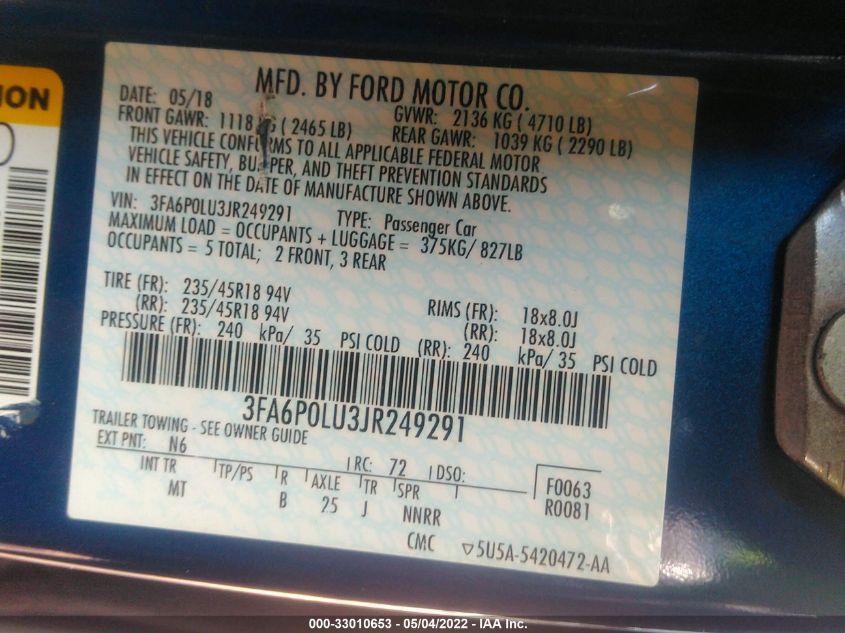 ION
MFD. BY FORD MOTOR CO.
DATE: 05/18 GVWR: 2136 KG ( 4710 LB)
FRONT GAWR: 1118 ( 2465 LB) REAR GAWR: 1039 KG ( 2290 LB)
THIS VEHICLE CONFORMS TO ALL APPLICABLE FEDERAL MOTOR
VEHICLE SAFETY, BUMPER, AND THEFT PREVENTION STANDARDS
IN EFFECT ON THE DATE OF MANUFACTURE SHOWN ABOVE.
VIN: 3FA6P0LU3JR249291 TYPE: Passenger Car
MAXIMUM LOAD = OCCUPANTS + LUGGAGE = 375KG/ 827LB
OCCUPANTS = 5 TOTAL; 2 FRONT, 3 REAR
TIRE (FR): 235/45R18 94V RIMS (FR): 18x8.0J
(RR): 235/45R18 94V (RR): 18x8.0J
PRESSURE (FR): 240 kPa/ 35 PSI COLD (RR): 240 kPa/ 35 PSI COLD
3FA6P0LU3JR249291
TRAILER TOWING - SEE OWNER GUIDE
EXT PNT: N6 RC: 72 DSO: F0063
INT TR TP/PS R AXLE TR SPR R0081
MT B 25 J NNRR
CMC ▽5U5A-5420472-AA
000-33010653 - 05/04/2022 - IAA Inc.